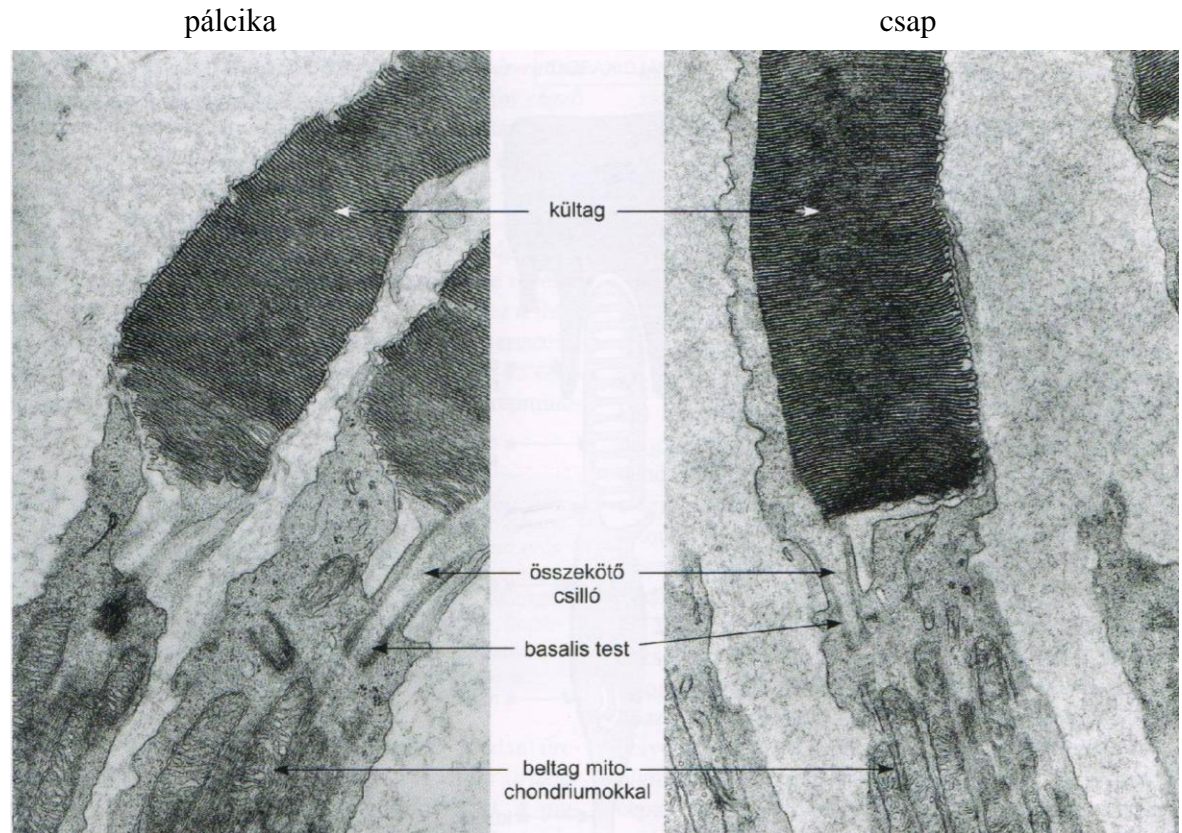 pálcika
csap
kültag
összekötő
csilló
basalis test
beltag mito-
chondriumokkal